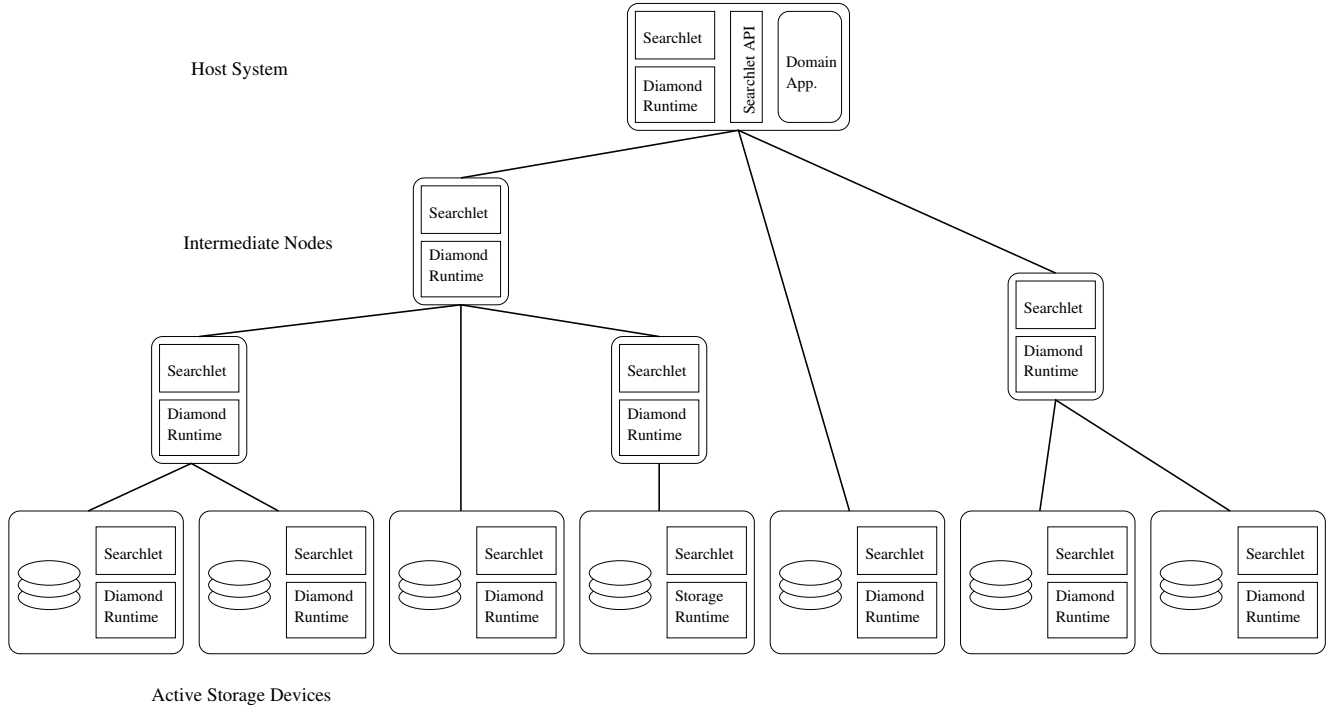 Host System
Searchlet
Diamond
Runtime
Searchlet API
Domain
App.
Intermediate Nodes
Searchlet
Diamond
Runtime
Searchlet
Diamond
Runtime
Searchlet
Diamond
Runtime
Searchlet
Diamond
Runtime
Searchlet
Diamond
Runtime
Searchlet
Diamond
Runtime
Searchlet
Diamond
Runtime
Searchlet
Storage
Runtime
Searchlet
Diamond
Runtime
Searchlet
Diamond
Runtime
Searchlet
Diamond
Runtime
Active Storage Devices